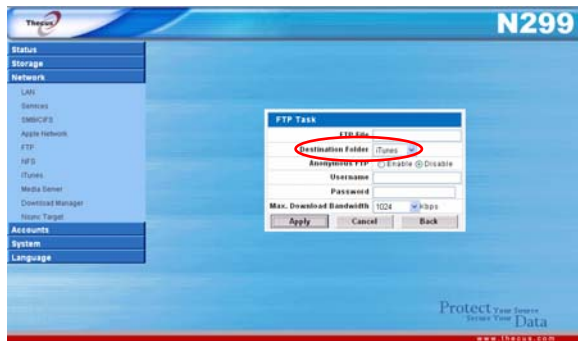 Thecus
N299
Status
Storage
Network
LAN
Services
SMB/CIFS
Apple Network
FTP
NFS
iTunes
Media Server
Download Manager
Nsync Target
Accounts
System
Language
FTP Task
FTP File
Destination Folder iTunes
Anonymous FTP Enable Disable
Username
Password
Max. Download Bandwidth 1024 Kbps
Apply Cancel Back
Protect Your Source
Secure Your Data
www.thecus.com